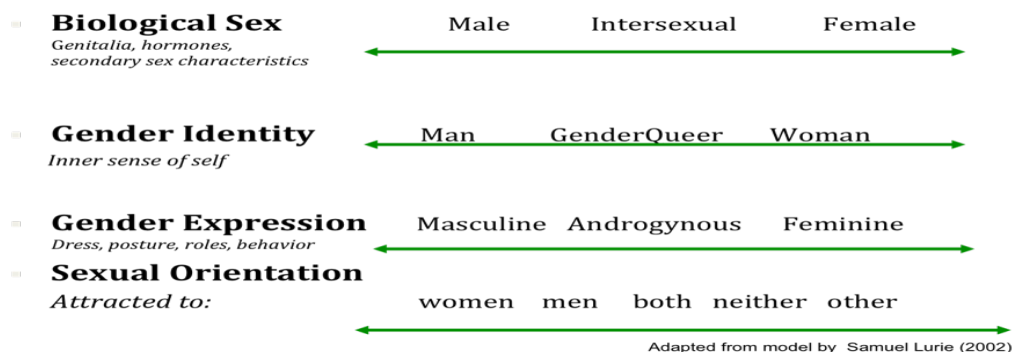 Biological Sex Male Intersexual Female
Genitalia, hormones,
secondary sex characteristics
Gender Identity Man GenderQueer Woman
Inner sense of self
Gender Expression Masculine Androgynous Feminine
Dress, posture, roles, behavior
Sexual Orientation
Attracted to: women men both neither other
Adapted from model by Samuel Lurie (2002)